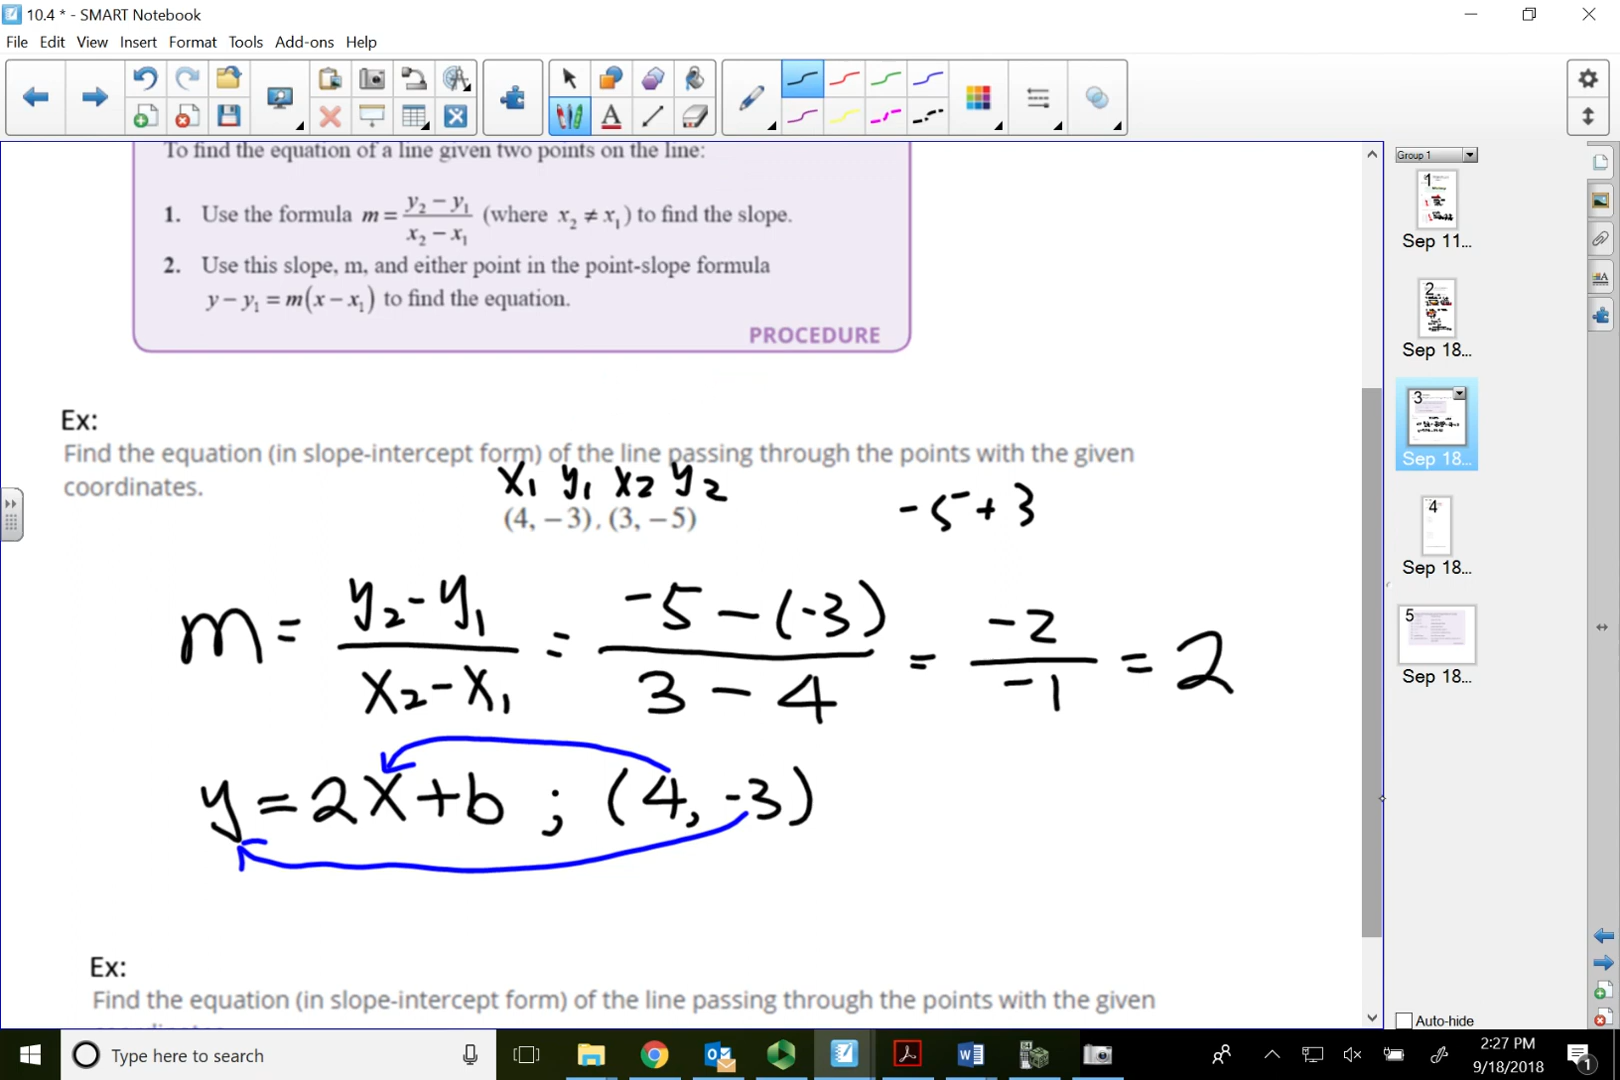 10.4 * - SMART Notebook
File Edit View Insert Format Tools Add-ons Help
To find the equation of a line given two points on the line:
1. Use the formula m = (y₂ − y₁)/(x₂ − x₁) (where x₂ ≠ x₁) to find the slope.
2. Use this slope, m, and either point in the point-slope formula
y − y₁ = m(x − x₁) to find the equation.
PROCEDURE
Ex:
Find the equation (in slope-intercept form) of the line passing through the points with the given
coordinates.
x₁ y₁ x₂ y₂
(4, −3), (3, −5)
-5+3
m = (y₂ - y₁)/(x₂ - x₁) = (-5 - (-3))/(3 - 4) = -2/-1 = 2
y = 2x + b ; (4, -3)
Ex:
Find the equation (in slope-intercept form) of the line passing through the points with the given
Group 1
1
Sep 11...
2
Sep 18...
3
Sep 18...
4
Sep 18...
5
Sep 18...
Auto-hide
Type here to search
2:27 PM
9/18/2018
1